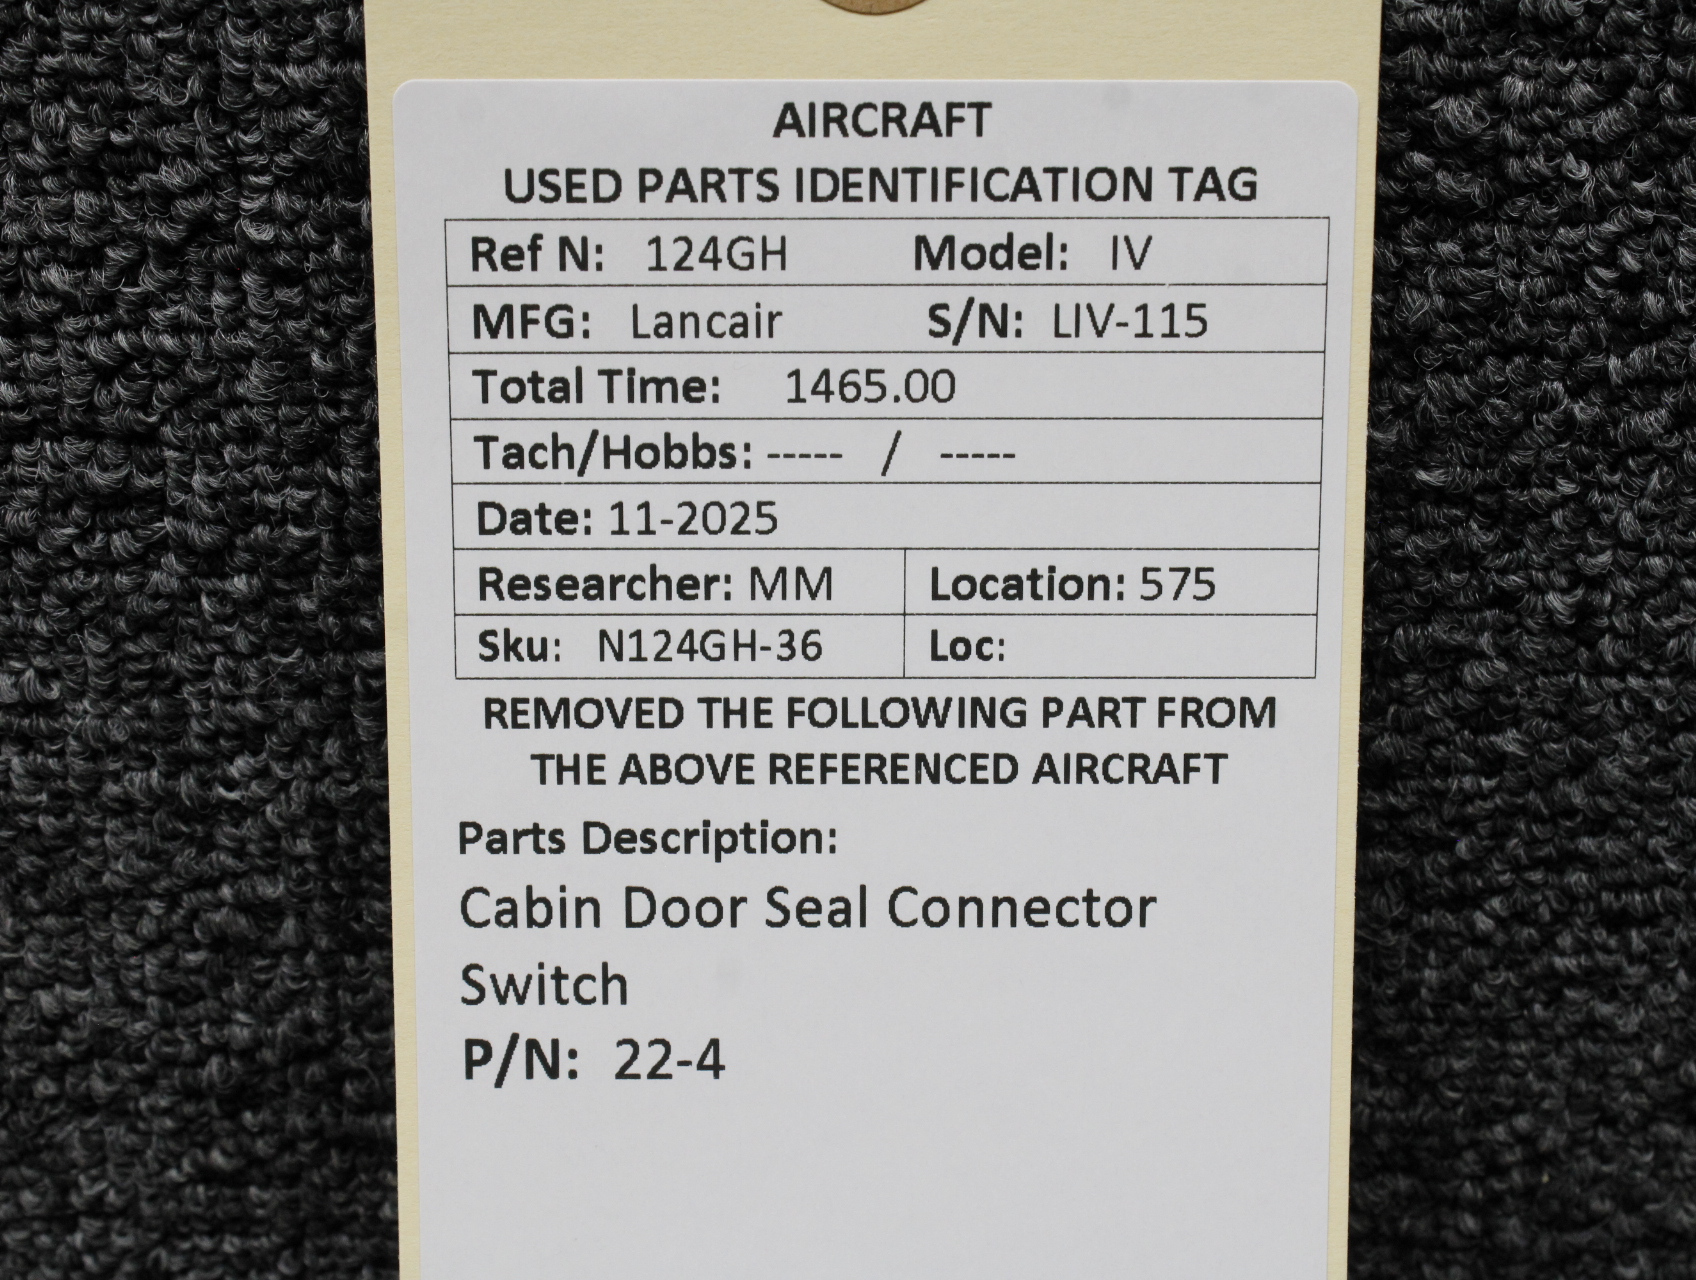 AIRCRAFT
USED PARTS IDENTIFICATION TAG
Ref N: 124GH Model: IV
MFG: Lancair S/N: LIV-115
Total Time: 1465.00
Tach/Hobbs: ----- / -----
Date: 11-2025
Researcher: MM Location: 575
Sku: N124GH-36 Loc:
REMOVED THE FOLLOWING PART FROM
THE ABOVE REFERENCED AIRCRAFT
Parts Description:
Cabin Door Seal Connector
Switch
P/N: 22-4